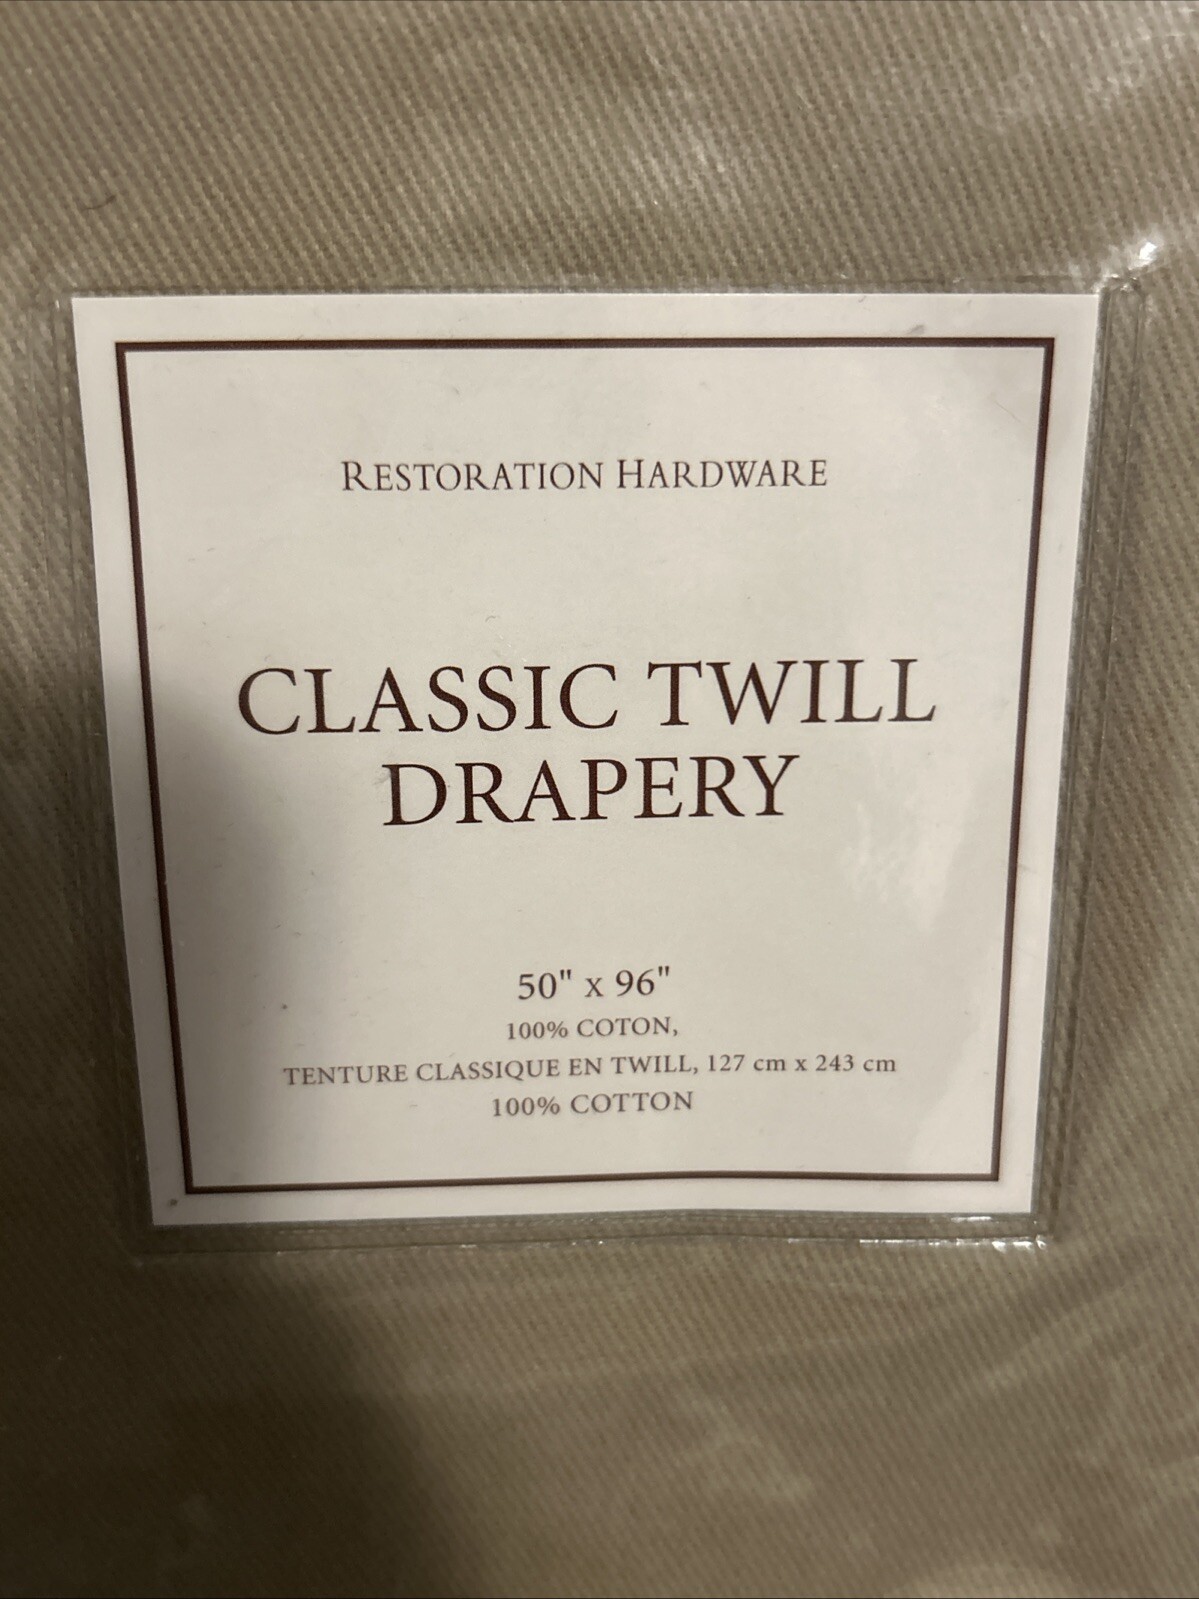 RESTORATION HARDWARE
CLASSIC TWILL
DRAPERY
50" x 96"
100% COTON,
TENTURE CLASSIQUE EN TWILL, 127 cm x 243 cm
100% COTTON